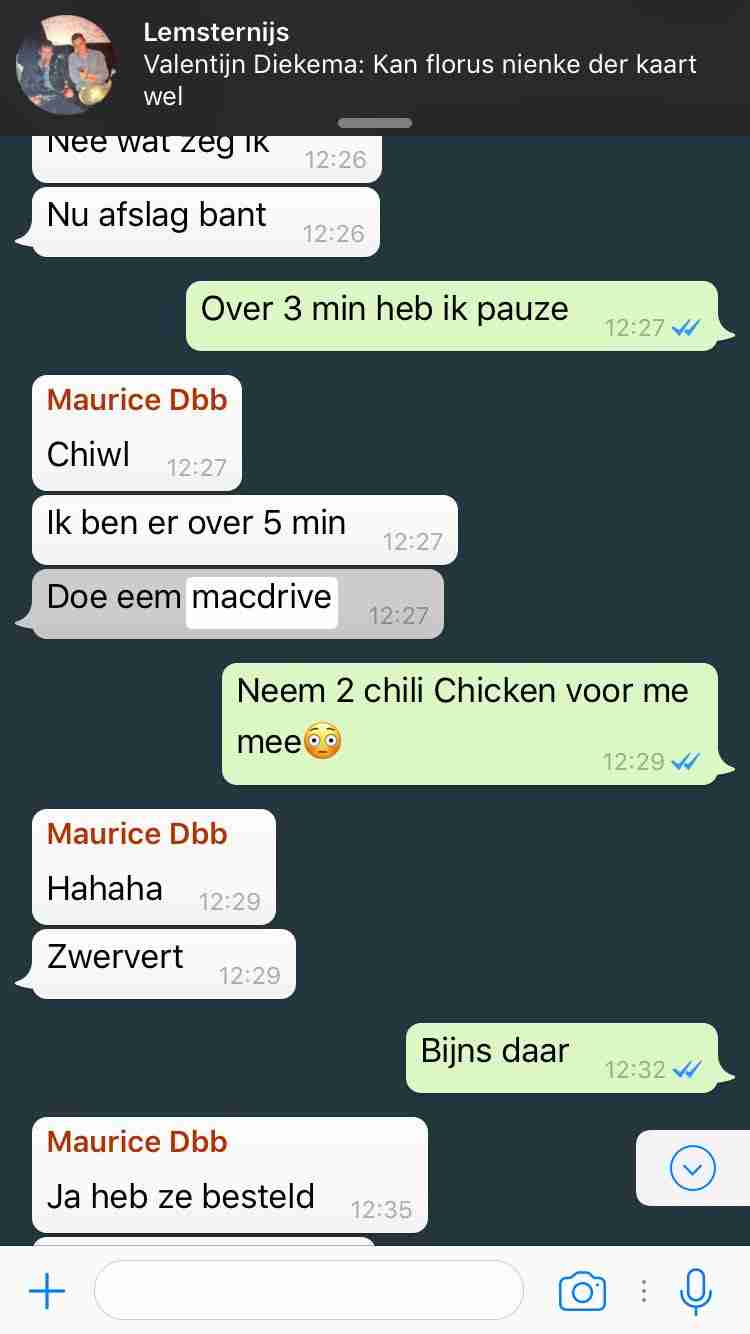 Lemsternijs
Valentijn Diekema: Kan florus nienke der kaart
wel
Nee wat zeg ik 12:26
Nu afslag bant 12:26
Over 3 min heb ik pauze 12:27
Maurice Dbb
Chiwl 12:27
Ik ben er over 5 min 12:27
Doe eem macdrive 12:27
Neem 2 chili Chicken voor me
mee😳 12:29
Maurice Dbb
Hahaha 12:29
Zwervert 12:29
Bijns daar 12:32
Maurice Dbb
Ja heb ze besteld 12:35